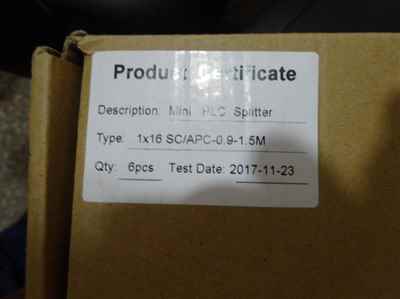 Product Certificate
Description: Mini PLC Splitter
Type: 1x16 SC/APC-0.9-1.5M
Qty: 6pcs Test Date: 2017-11-23